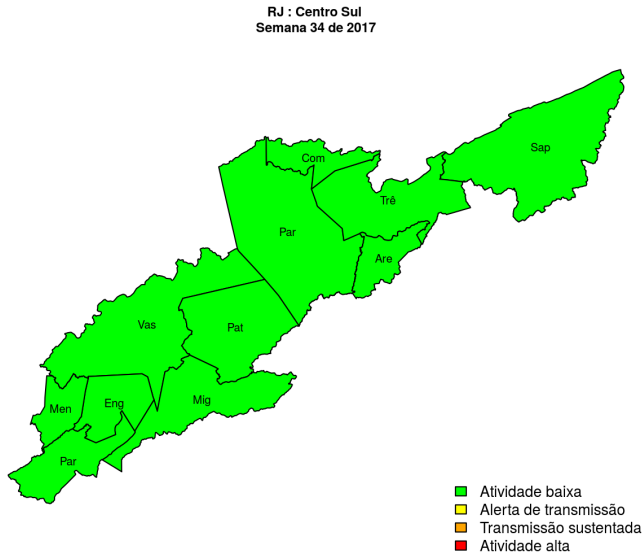 RJ : Centro Sul
Semana 34 de 2017
Sap
Com
Trê
Par
Are
Vas
Pat
Mig
Eng
Men
Par
Atividade baixa
Alerta de transmissão
Transmissão sustentada
Atividade alta